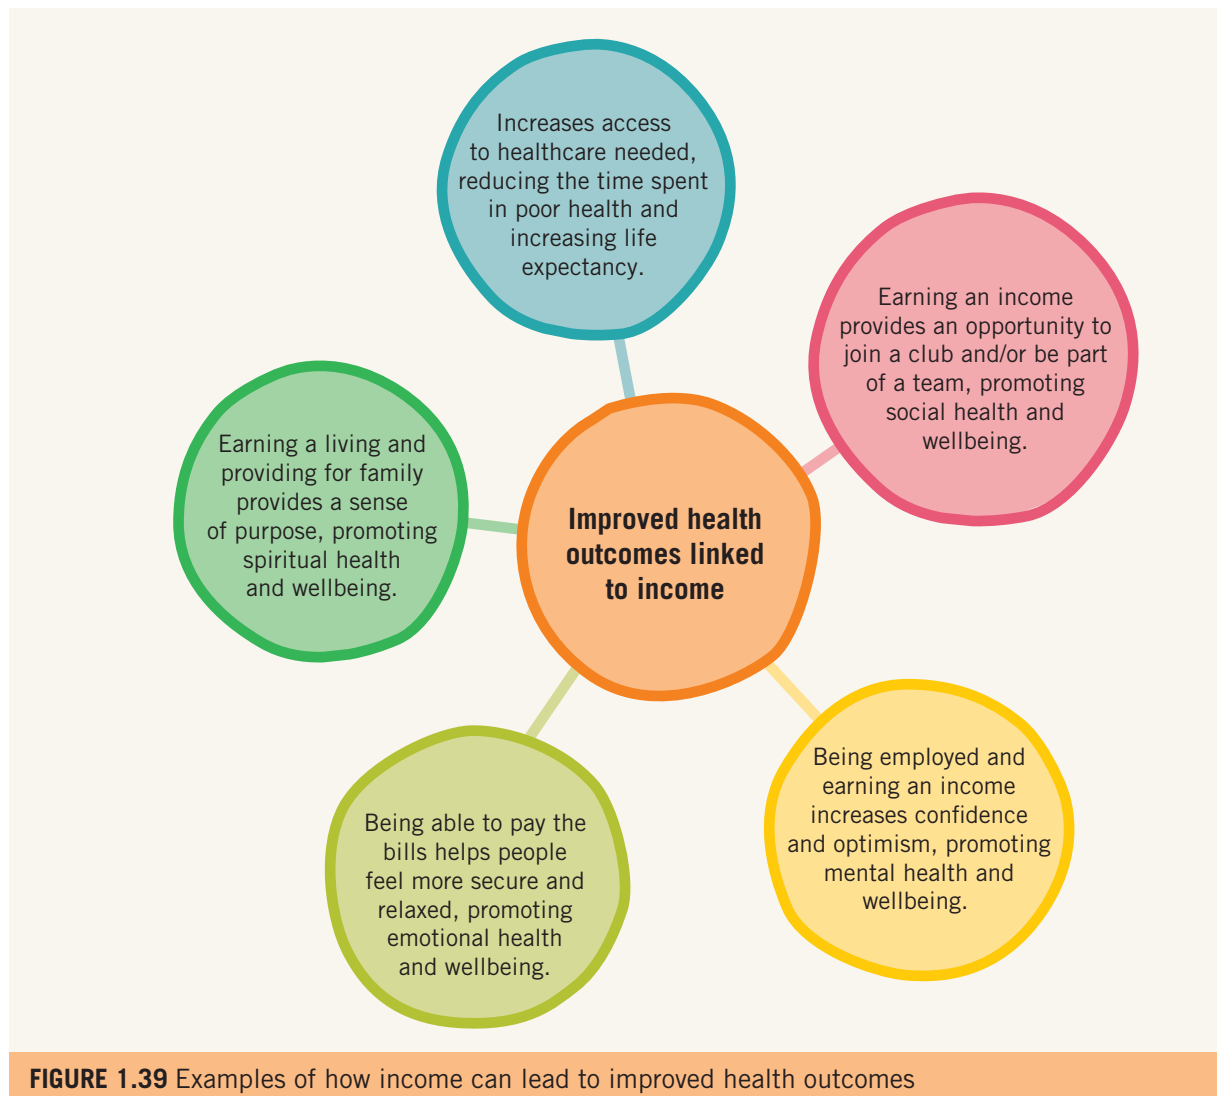 Increases access
to healthcare needed,
reducing the time spent
in poor health and
increasing life
expectancy.
Earning an income
provides an opportunity to
join a club and/or be part
of a team, promoting
social health and
wellbeing.
Earning a living and
providing for family
provides a sense
of purpose, promoting
spiritual health
and wellbeing.
Improved health
outcomes linked
to income
Being employed and
earning an income
increases confidence
and optimism, promoting
mental health and
wellbeing.
Being able to pay the
bills helps people
feel more secure and
relaxed, promoting
emotional health
and wellbeing.
FIGURE 1.39 Examples of how income can lead to improved health outcomes